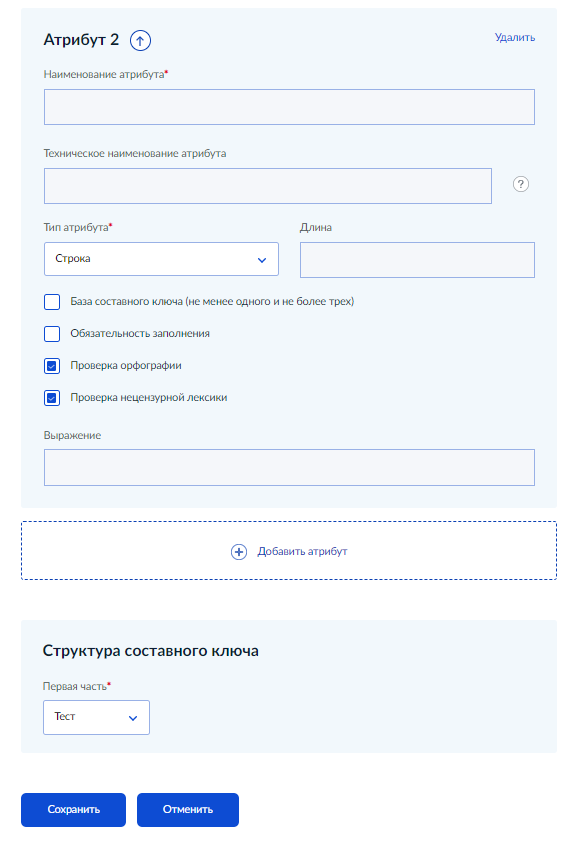 Атрибут 2
Удалить
Наименование атрибута*
Техническое наименование атрибута
?
Тип атрибута*
Длина
Строка
База составного ключа (не менее одного и не более трех)
Обязательность заполнения
Проверка орфографии
Проверка нецензурной лексики
Выражение
Добавить атрибут
Структура составного ключа
Первая часть*
Тест
Сохранить
Отменить